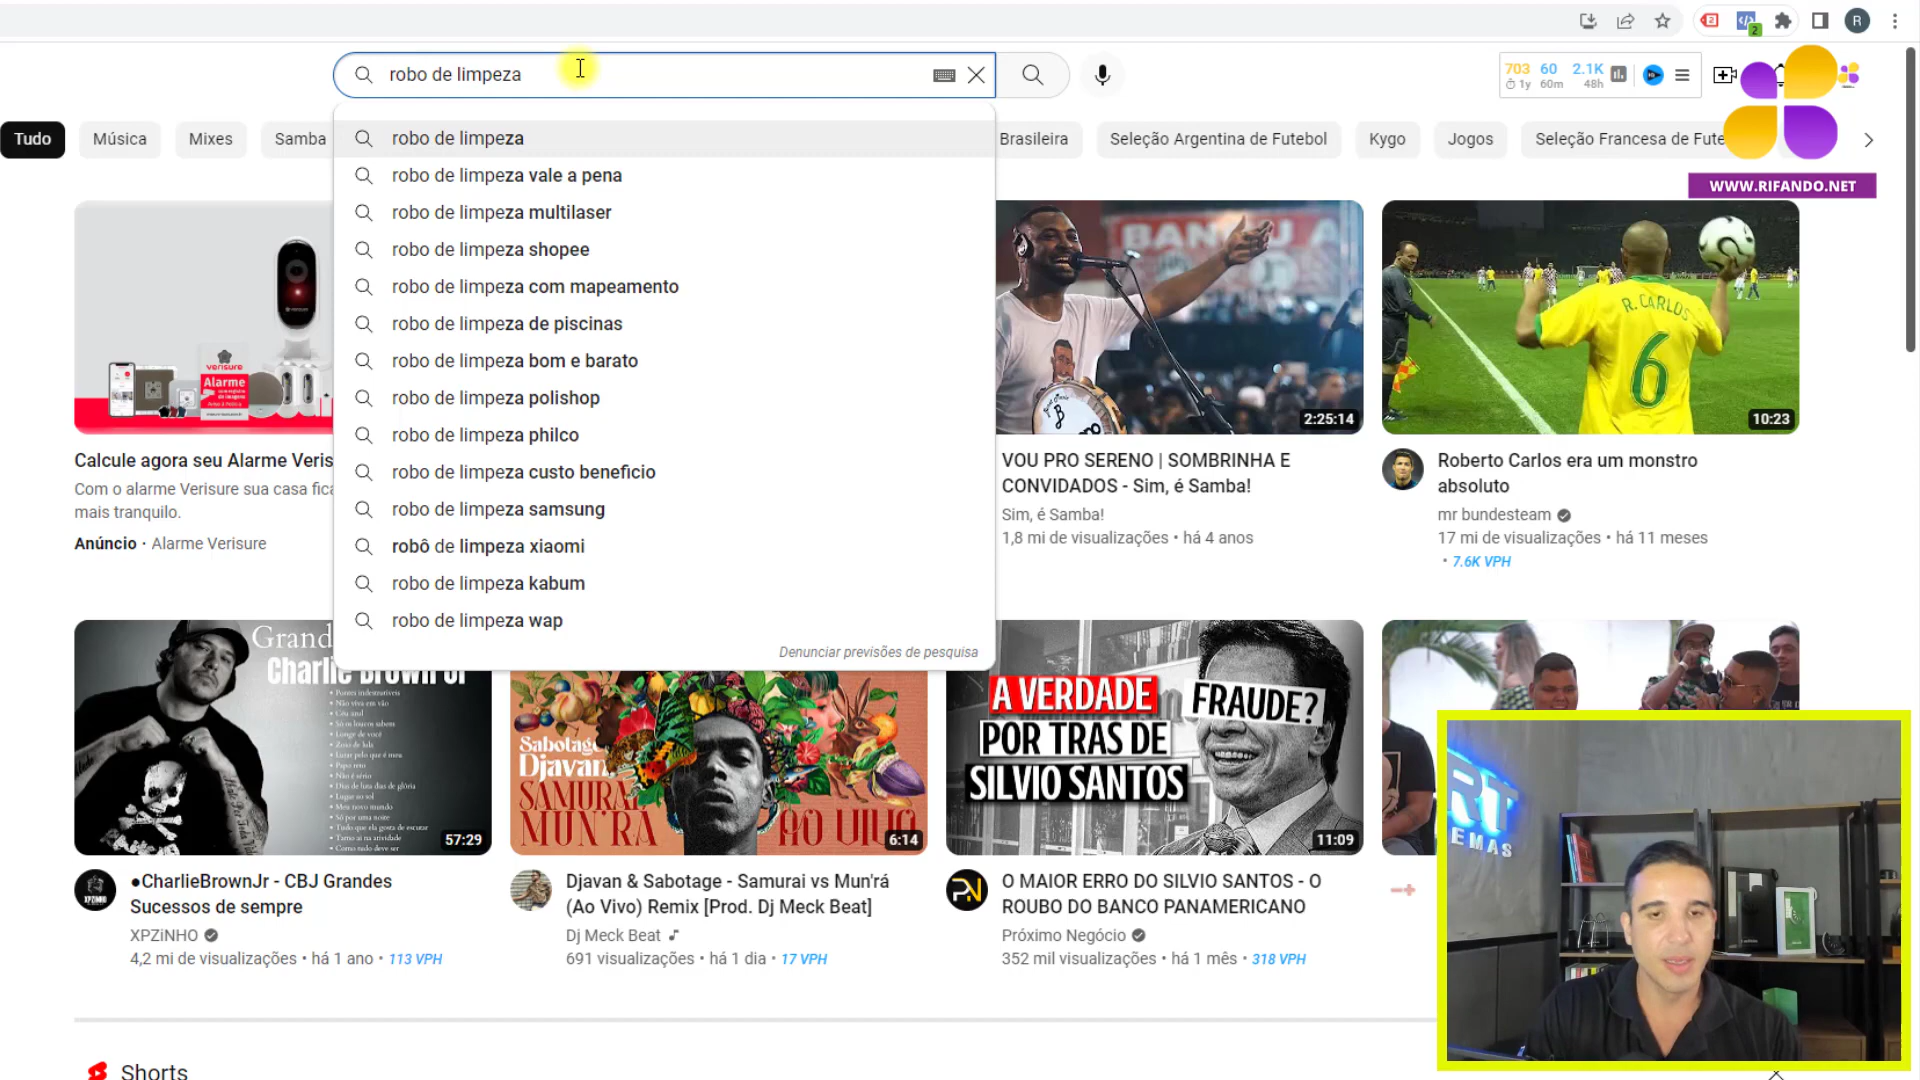 robo de limpeza
703 60 2.1K
1y 60m 48h
2
R
WWW.RIFANDO.NET
Tudo
Música
Mixes
Samba
Brasileira
Seleção Argentina de Futebol
Kygo
Jogos
Seleção Francesa de Fute
robo de limpeza
robo de limpeza vale a pena
robo de limpeza multilaser
robo de limpeza shopee
robo de limpeza com mapeamento
robo de limpeza de piscinas
robo de limpeza bom e barato
robo de limpeza polishop
robo de limpeza philco
robo de limpeza custo beneficio
robo de limpeza samsung
robô de limpeza xiaomi
robo de limpeza kabum
robo de limpeza wap
Denunciar previsões de pesquisa
verisure
Alarme
Calcule agora seu Alarme Veris
Com o alarme Verisure sua casa fica
mais tranquilo.
Anúncio · Alarme Verisure
2:25:14
VOU PRO SERENO | SOMBRINHA E
CONVIDADOS - Sim, é Samba!
Sim, é Samba!
1,8 mi de visualizações • há 4 anos
R. CARLOS
6
10:23
Roberto Carlos era um monstro
absoluto
mr bundesteam
17 mi de visualizações • há 11 meses
• 7.6K VPH
Grand
Charlie Brown Jr
57:29
●CharlieBrownJr - CBJ Grandes
Sucessos de sempre
XPZiNHO
4,2 mi de visualizações • há 1 ano • 113 VPH
Sabotage
Djavan
SAMURAI
MUN'RA
AO VIVO
6:14
Djavan & Sabotage - Samurai vs Mun'rá
(Ao Vivo) Remix [Prod. Dj Meck Beat]
Dj Meck Beat
691 visualizações • há 1 dia • 17 VPH
A VERDADE
POR TRAS DE
SILVIO SANTOS
FRAUDE?
11:09
O MAIOR ERRO DO SILVIO SANTOS - O
ROUBO DO BANCO PANAMERICANO
Próximo Negócio
352 mil visualizações • há 1 mês • 318 VPH
RT
EMAS
Shorts